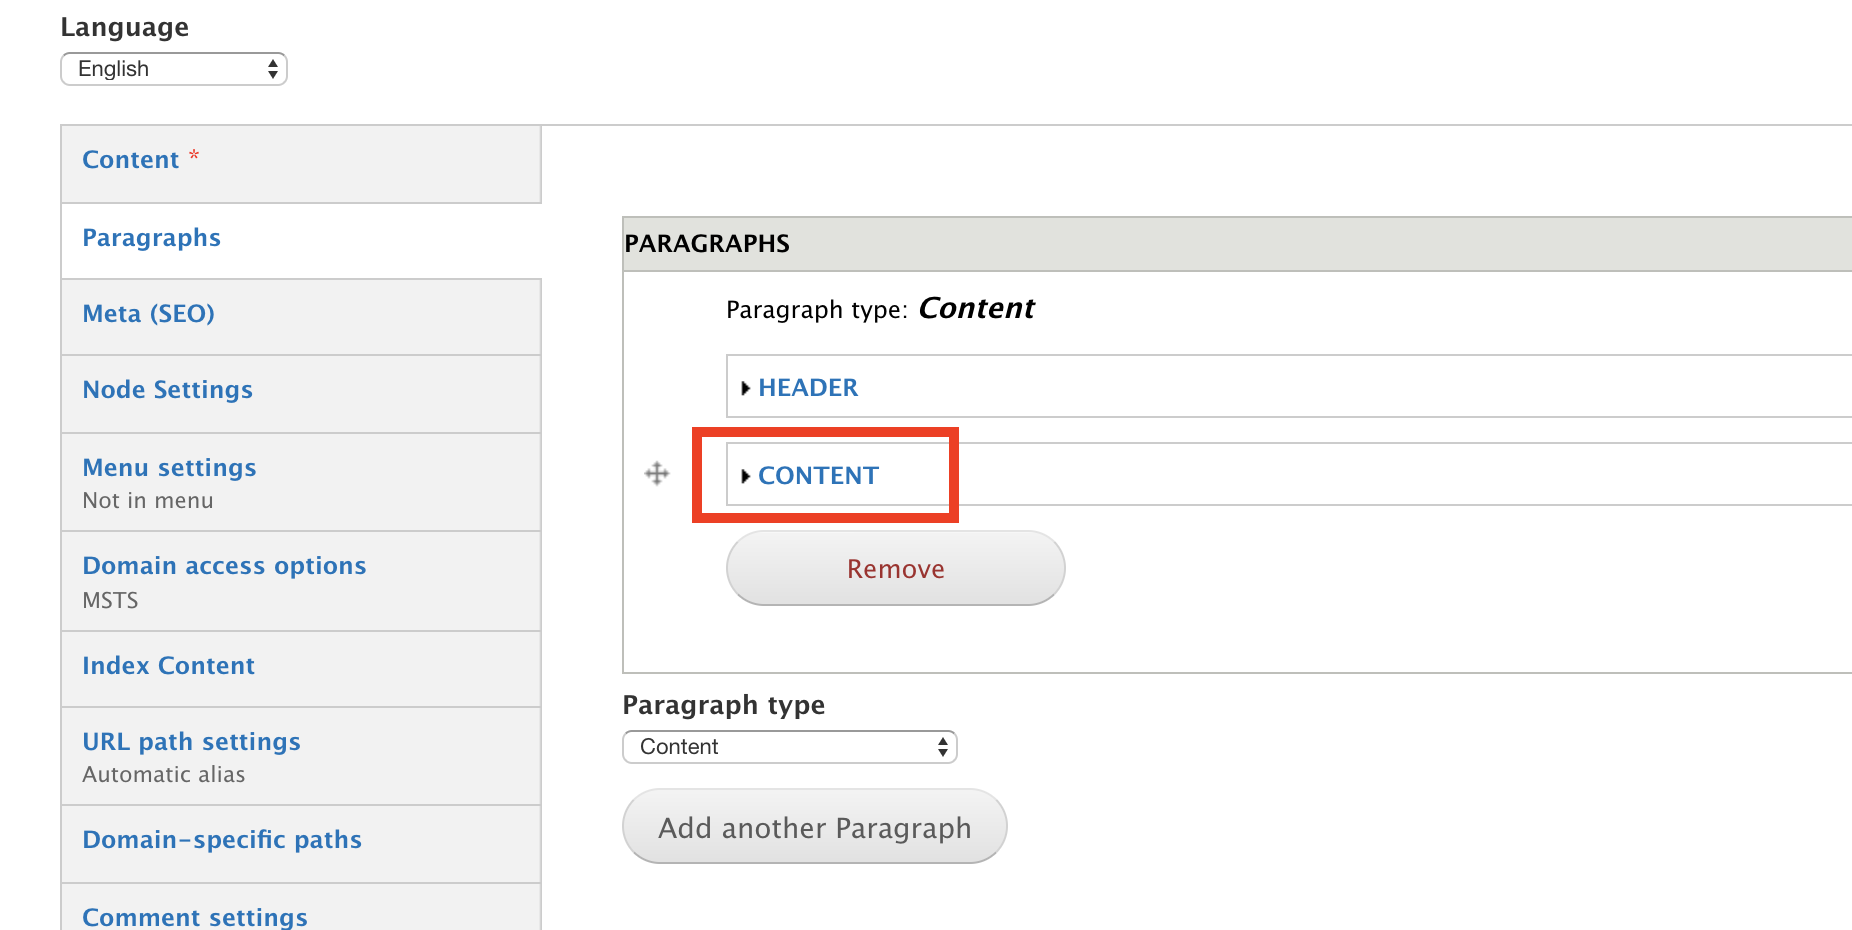 Language
English
Content *
Paragraphs
Meta (SEO)
Node Settings
Menu settings
Not in menu
Domain access options
MSTS
Index Content
URL path settings
Automatic alias
Domain-specific paths
Comment settings
PARAGRAPHS
Paragraph type: Content
HEADER
CONTENT
Remove
Paragraph type
Content
Add another Paragraph